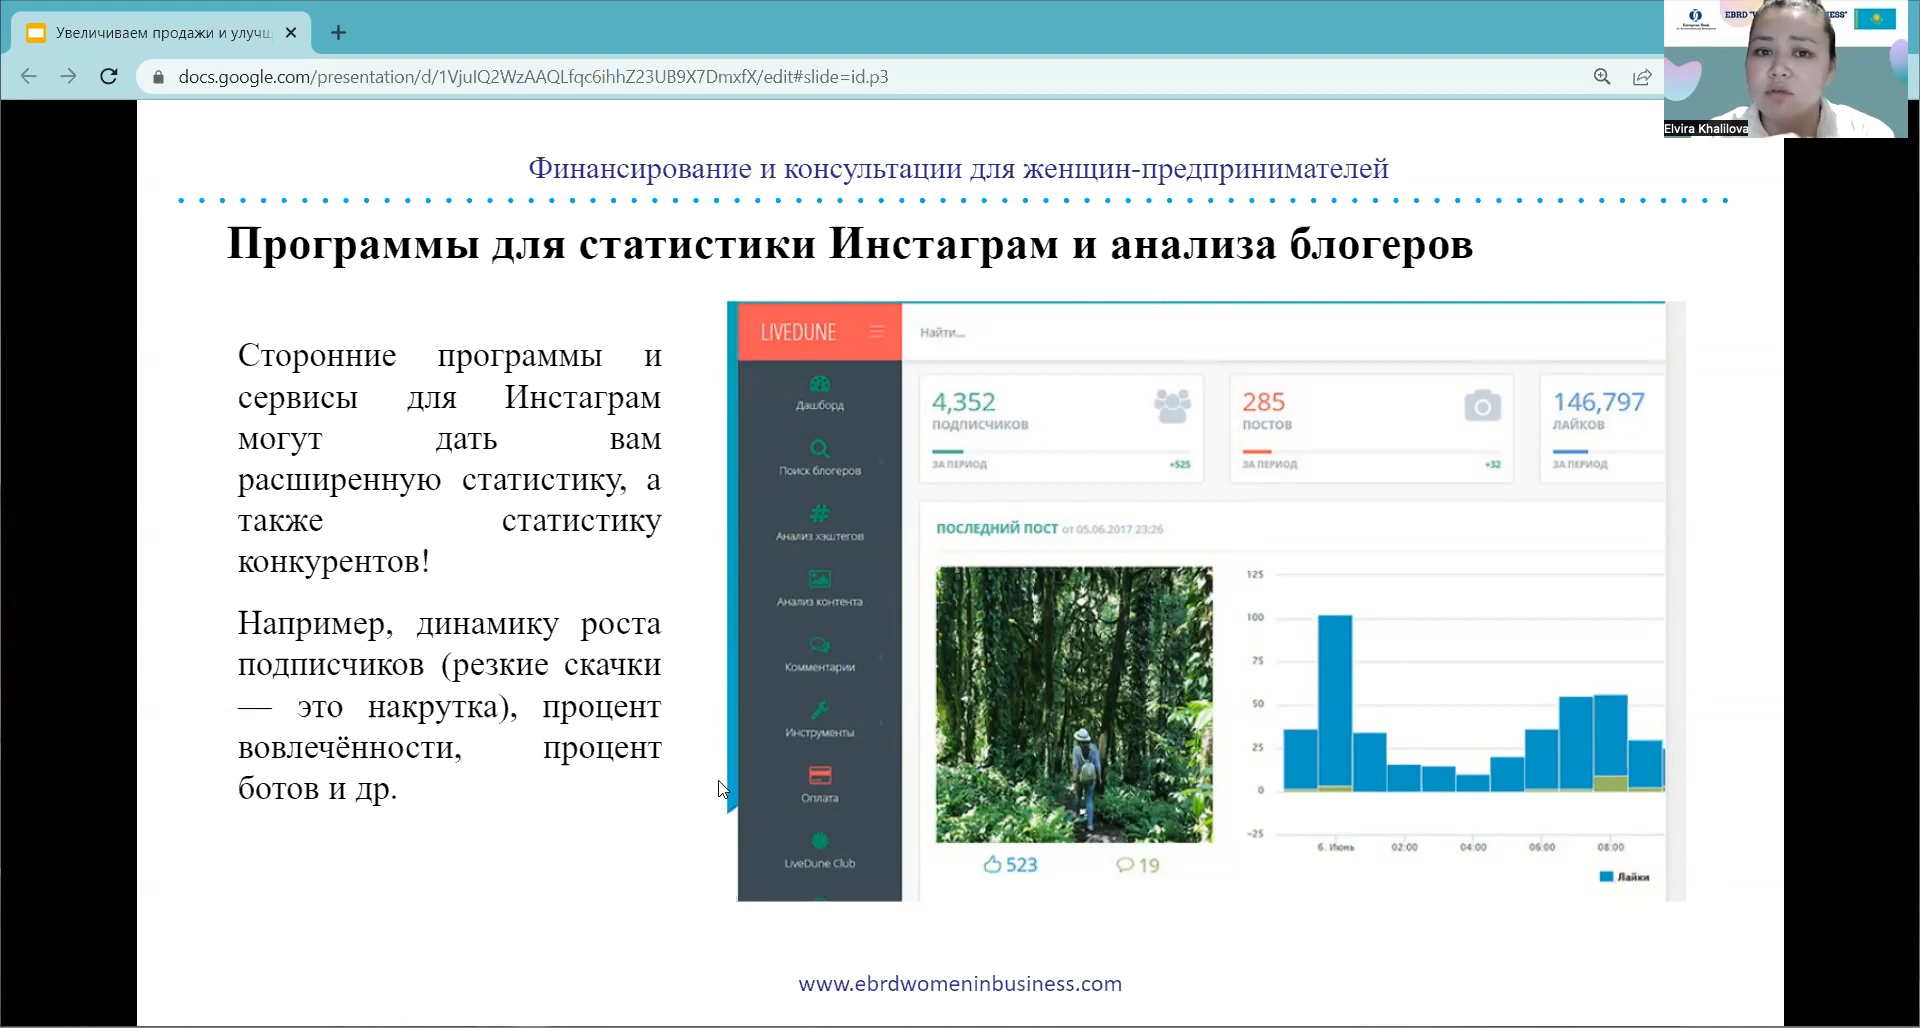 Увеличиваем продажи и улучш
docs.google.com/presentation/d/1VjuIQ2WzAAQLfqc6ihhZ23UB9X7DmxfX/edit#slide=id.p3
EBRD "
ESS"
European Bank
Elvira Khalilova
Финансирование и консультации для женщин-предпринимателей
Программы для статистики Инстаграм и анализа блогеров
Сторонние программы и
сервисы для Инстаграм
могут дать вам
расширенную статистику, а
также статистику
конкурентов!
Например, динамику роста
подписчиков (резкие скачки
— это накрутка), процент
вовлечённости, процент
ботов и др.
LIVEDUNE
Найти...
Дашборд
Поиск блогеров
Анализ хэштегов
Анализ контента
Комментарии
Инструменты
Оплата
LiveDune Club
4,352
ПОДПИСЧИКОВ
ЗА ПЕРИОД +525
285
ПОСТОВ
ЗА ПЕРИОД +32
146,797
ЛАЙКОВ
ЗА ПЕРИОД
ПОСЛЕДНИЙ ПОСТ от 05.06.2017 23:26
523 19
125
100
75
50
25
0
-25
6. Июнь 02:00 04:00 06:00 08:00
Лайки
www.ebrdwomeninbusiness.com